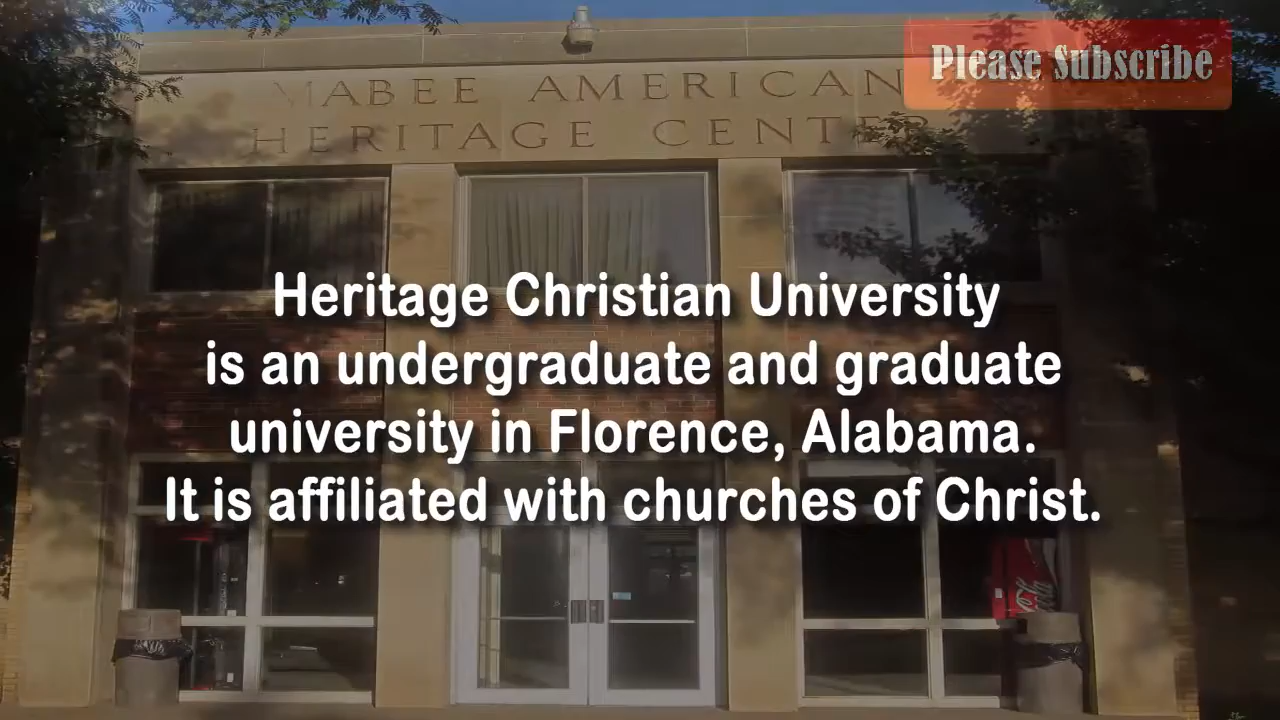 Please Subscribe
MABEE AMERICAN
HERITAGE CENTER
Heritage Christian University
is an undergraduate and graduate
university in Florence, Alabama.
It is affiliated with churches of Christ.